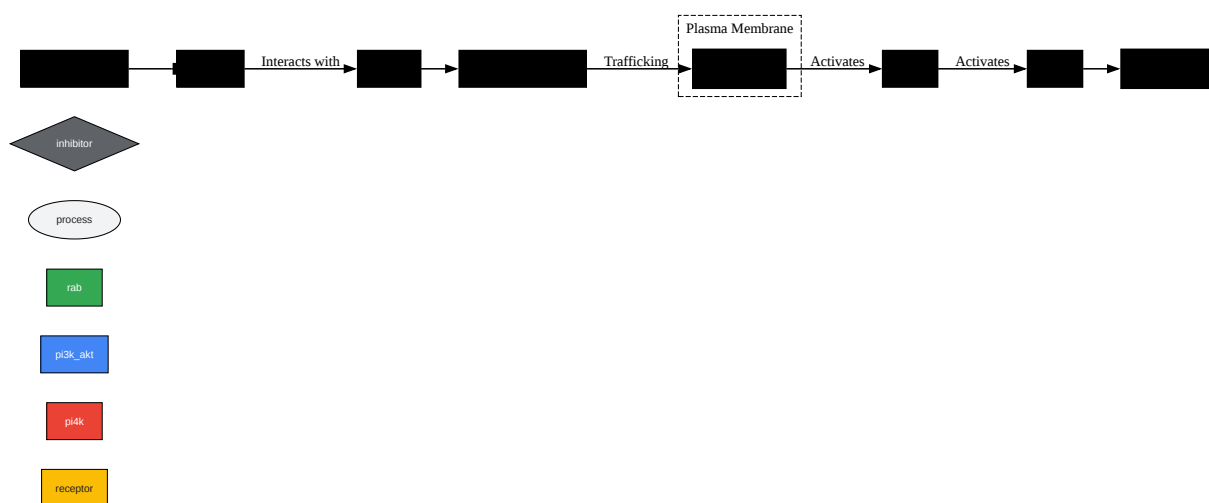 Plasma Membrane
Interacts with
Trafficking
Activates
Activates
inhibitor
process
rab
pi3k_akt
pi4k
receptor